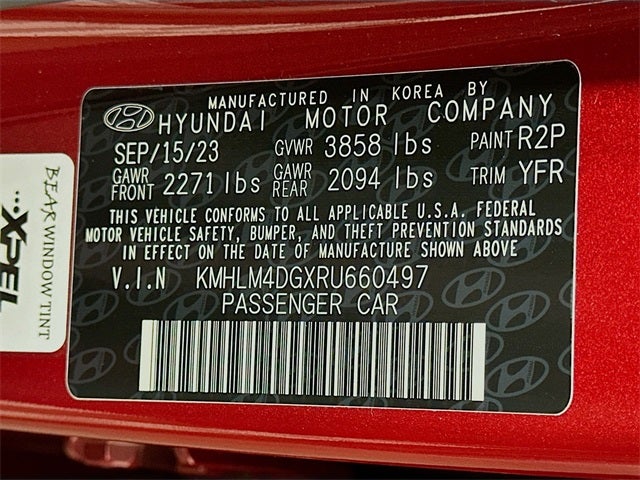 MANUFACTURED IN KOREA BY
HYUNDAI MOTOR COMPANY
SEP/15/23 GVWR 3858 lbs PAINT R2P
GAWR FRONT 2271 lbs GAWR REAR 2094 lbs TRIM YFR
THIS VEHICLE CONFORMS TO ALL APPLICABLE U.S.A. FEDERAL
MOTOR VEHICLE SAFETY, BUMPER, AND THEFT PREVENTION STANDARDS
IN EFFECT ON THE DATE OF MANUFACTURE SHOWN ABOVE
V.I.N KMHLM4DGXRU660497
PASSENGER CAR
BEAR WINDOW TINT
XPEL